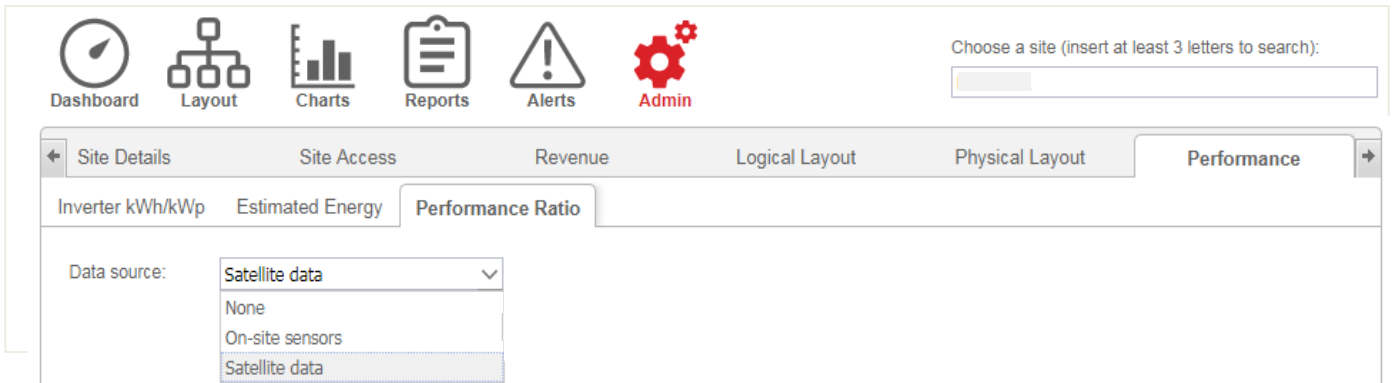 Dashboard Layout Charts Reports Alerts Admin
Choose a site (insert at least 3 letters to search):
Site Details Site Access Revenue Logical Layout Physical Layout Performance
Inverter kWh/kWp Estimated Energy Performance Ratio
Data source: Satellite data
None
On-site sensors
Satellite data